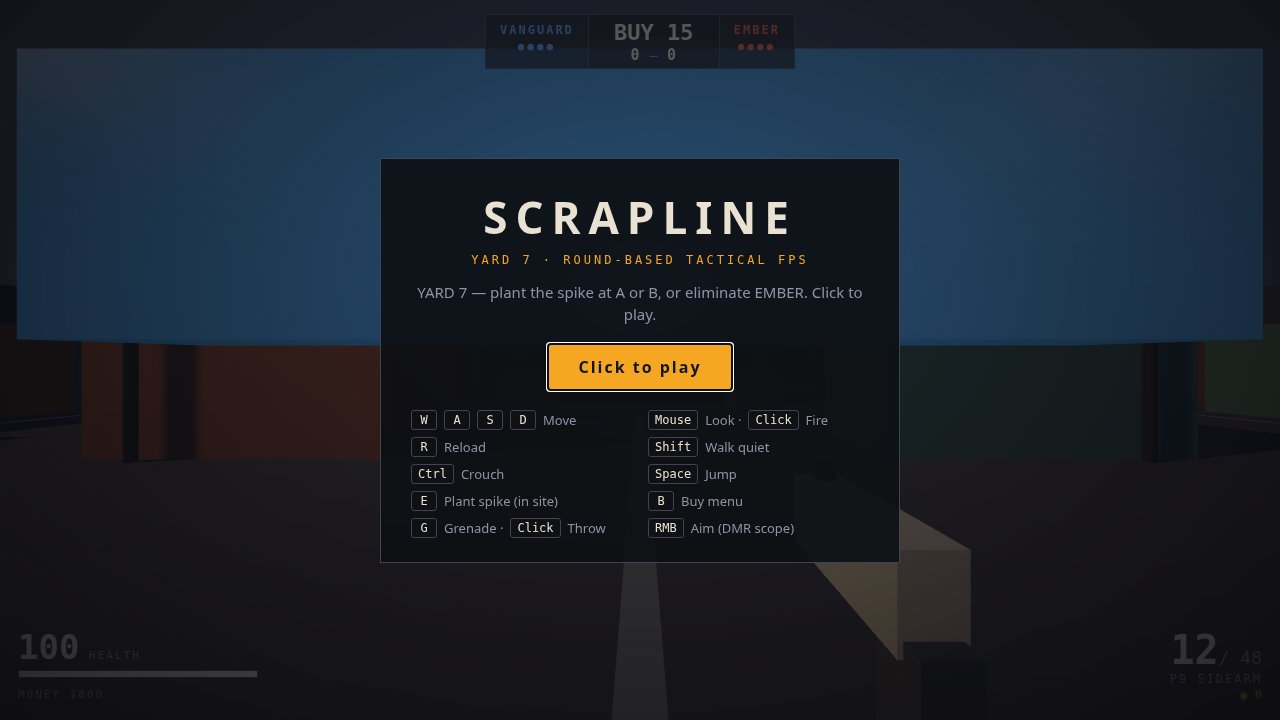 VANGUARD
BUY 15
EMBER
0 — 0
SCRAPLINE
YARD 7 · ROUND-BASED TACTICAL FPS
YARD 7 — plant the spike at A or B, or eliminate EMBER. Click to
play.
Click to play
W A S D Move
Mouse Look · Click Fire
R Reload
Shift Walk quiet
Ctrl Crouch
Space Jump
E Plant spike (in site)
B Buy menu
G Grenade · Click Throw
RMB Aim (DMR scope)
100 HEALTH
MONEY $800
12 / 48
P9 SIDEARM
0